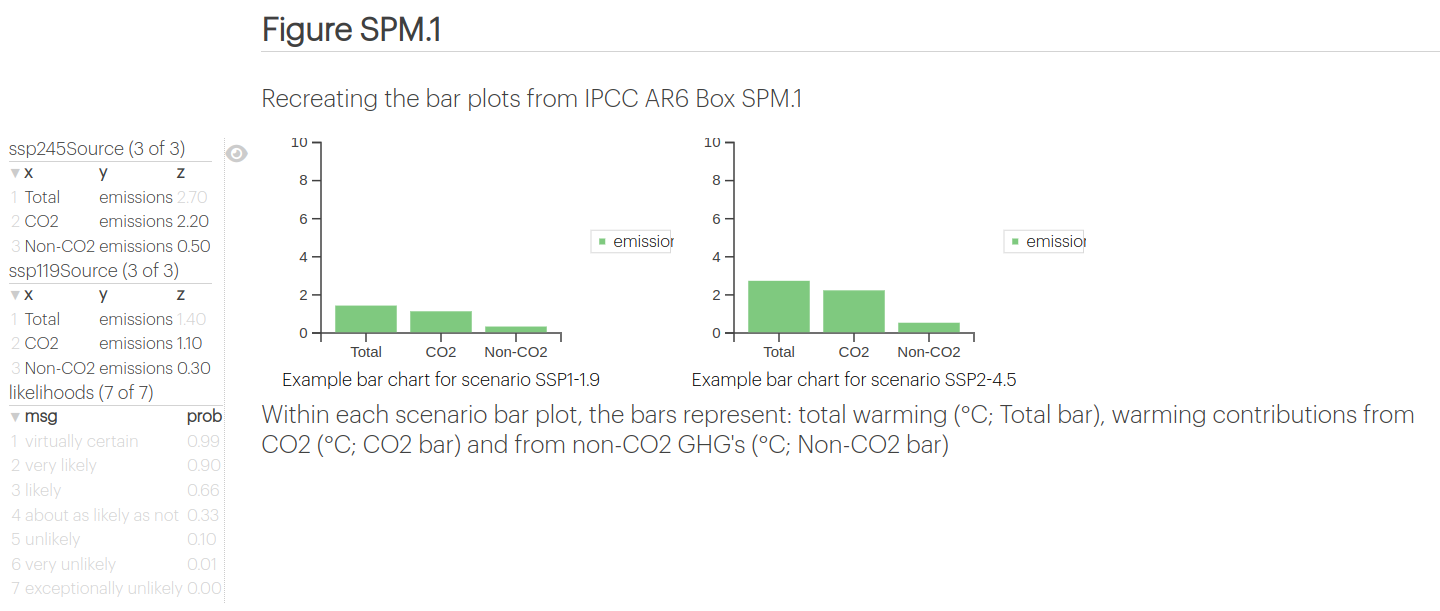 Figure SPM.1
Recreating the bar plots from IPCC AR6 Box SPM.1
ssp245Source (3 of 3)
▼ x y z
1 Total emissions 2.70
2 CO2 emissions 2.20
3 Non-CO2 emissions 0.50
ssp119Source (3 of 3)
▼ x y z
1 Total emissions 1.40
2 CO2 emissions 1.10
3 Non-CO2 emissions 0.30
likelihoods (7 of 7)
▼ msg prob
1 virtually certain 0.99
2 very likely 0.90
3 likely 0.66
4 about as likely as not 0.33
5 unlikely 0.10
6 very unlikely 0.01
7 exceptionally unlikely 0.00
10
8
6
4
2
0
Total CO2 Non-CO2
emission
Example bar chart for scenario SSP1-1.9
10
8
6
4
2
0
Total CO2 Non-CO2
emission
Example bar chart for scenario SSP2-4.5
Within each scenario bar plot, the bars represent: total warming (°C; Total bar), warming contributions from
CO2 (°C; CO2 bar) and from non-CO2 GHG's (°C; Non-CO2 bar)